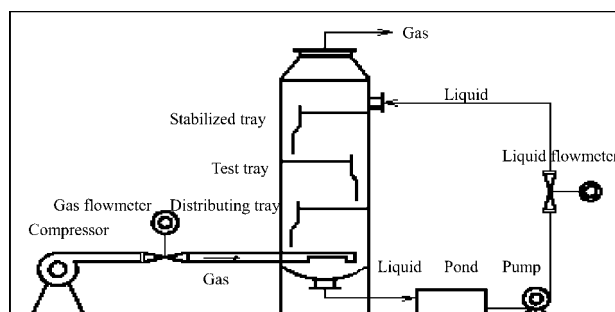 Gas
Liquid
Stabilized tray
Test tray
Liquid flowmeter
Gas flowmeter
Distributing tray
Compressor
Gas
Liquid
Pond
Pump